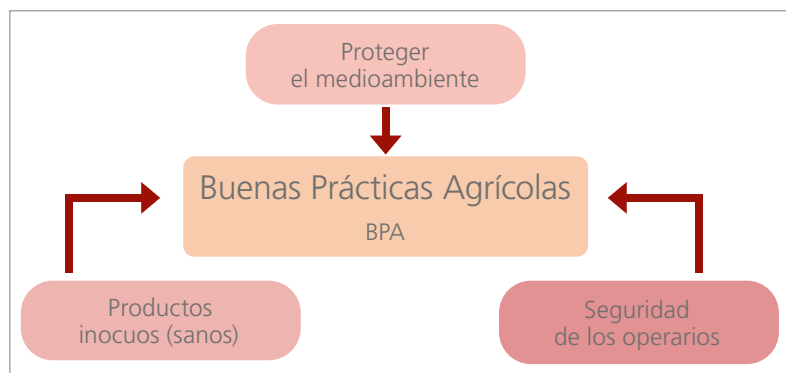 Proteger
el medioambiente
Buenas Prácticas Agrícolas
BPA
Productos
inocuos (sanos)
Seguridad
de los operarios